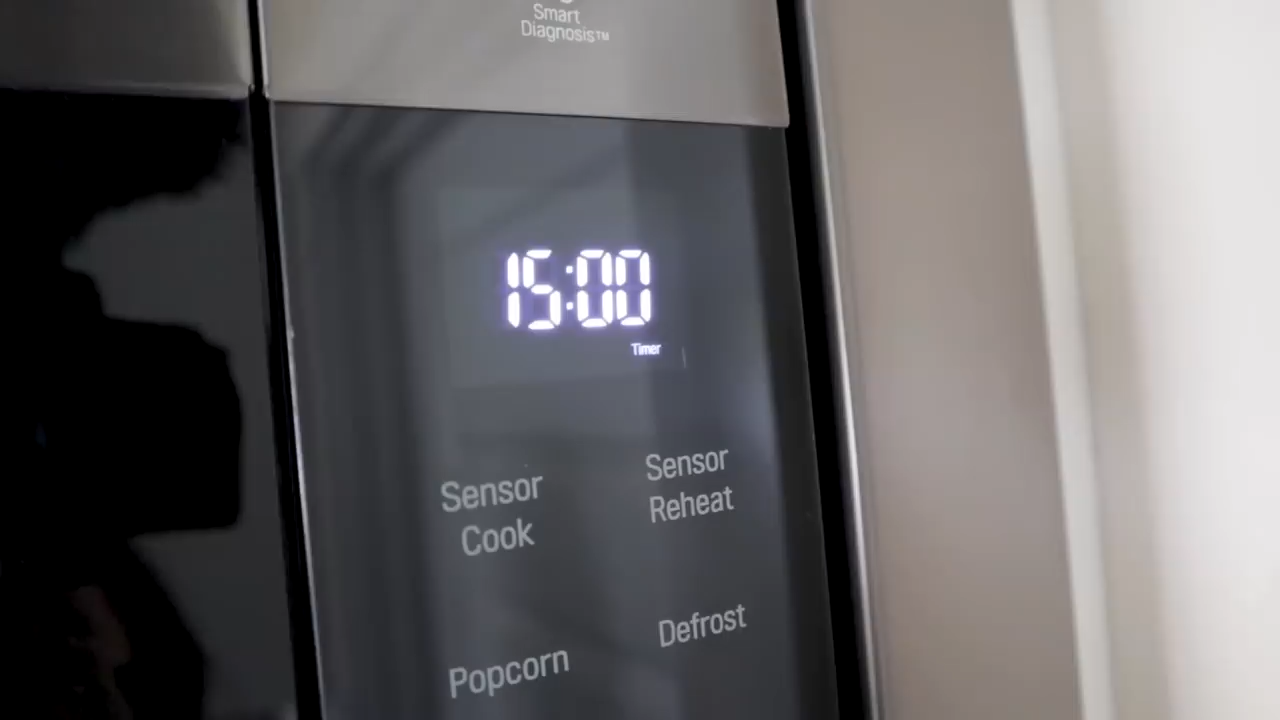 Smart
Diagnosis™
15:00
Timer
Sensor
Cook
Sensor
Reheat
Popcorn
Defrost